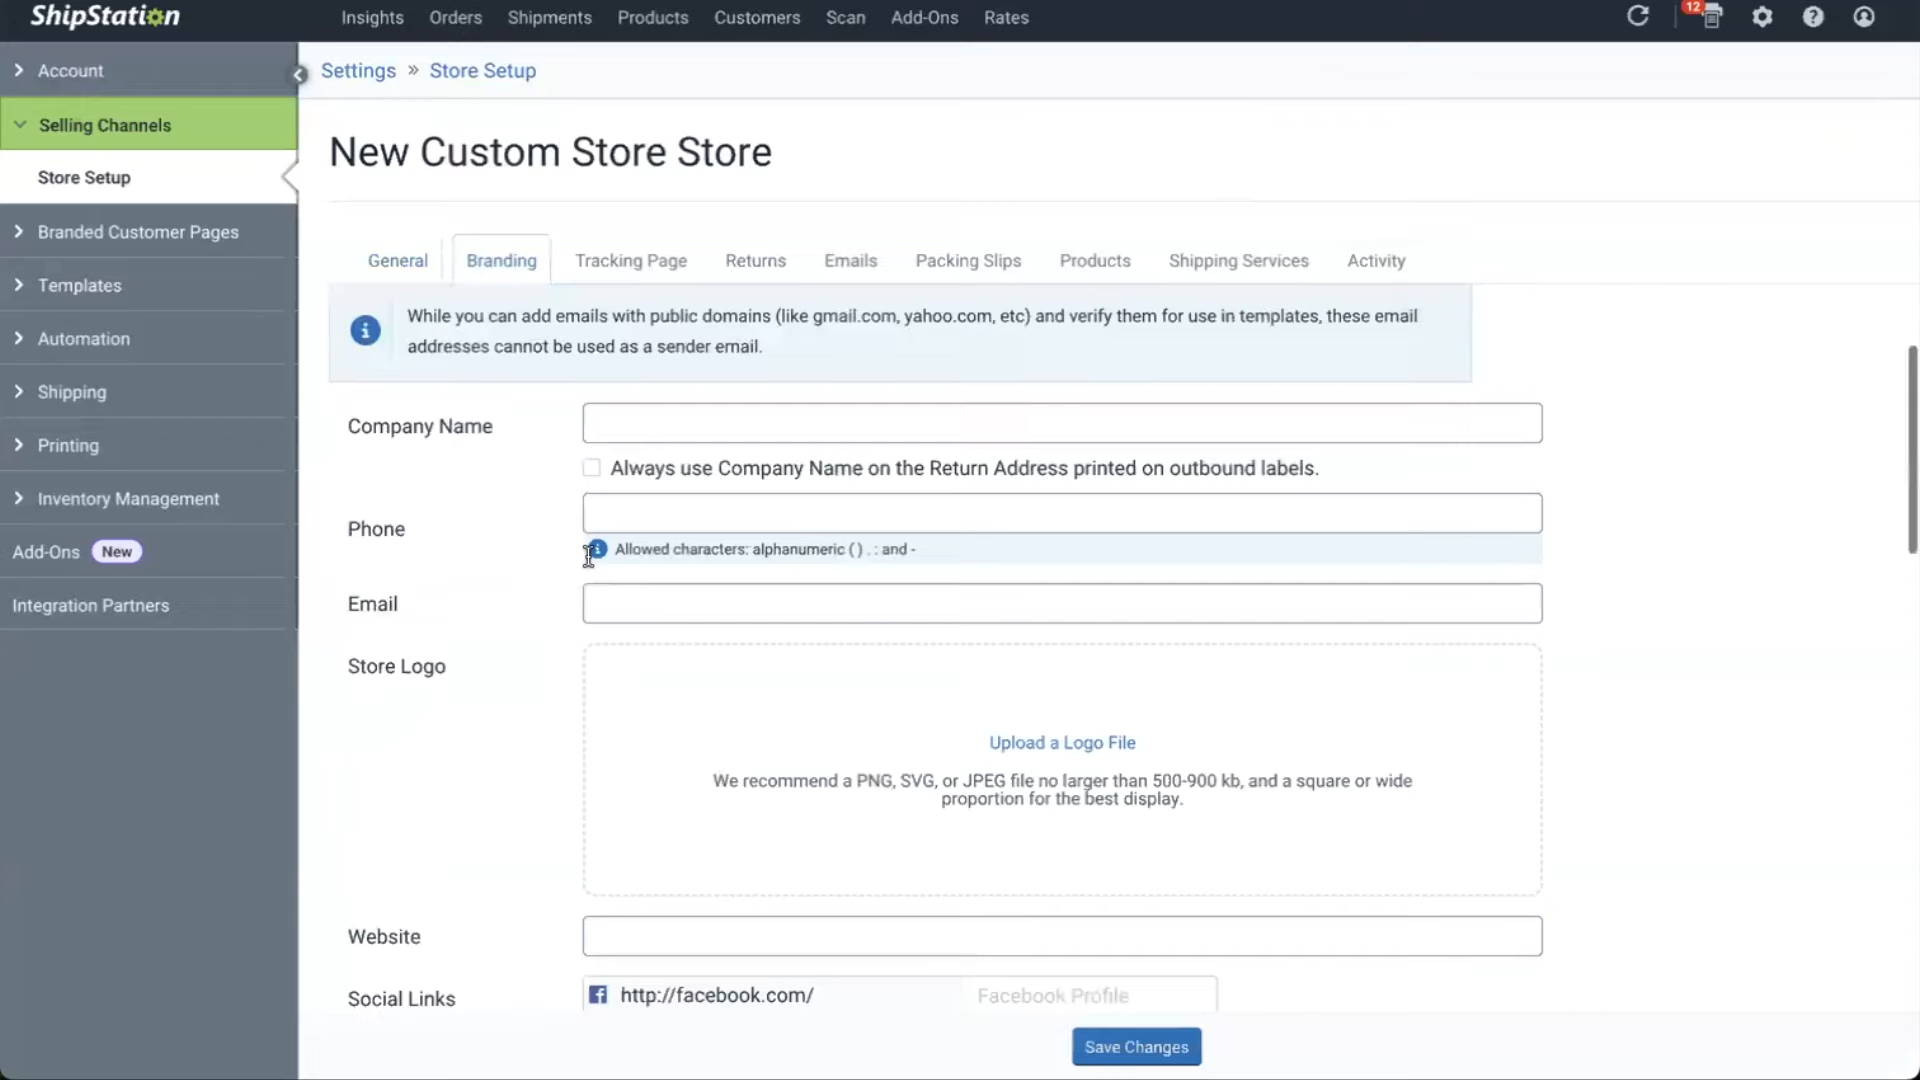 ShipStation
Insights Orders Shipments Products Customers Scan Add-Ons Rates
12
Account
Selling Channels
Store Setup
Branded Customer Pages
Templates
Automation
Shipping
Printing
Inventory Management
Add-Ons New
Integration Partners
Settings » Store Setup
New Custom Store Store
General Branding Tracking Page Returns Emails Packing Slips Products Shipping Services Activity
While you can add emails with public domains (like gmail.com, yahoo.com, etc) and verify them for use in templates, these email
addresses cannot be used as a sender email.
Company Name
Always use Company Name on the Return Address printed on outbound labels.
Phone
Allowed characters: alphanumeric ( ) . : and -
Email
Store Logo
Upload a Logo File
We recommend a PNG, SVG, or JPEG file no larger than 500-900 kb, and a square or wide
proportion for the best display.
Website
Social Links
http://facebook.com/ Facebook Profile
Save Changes